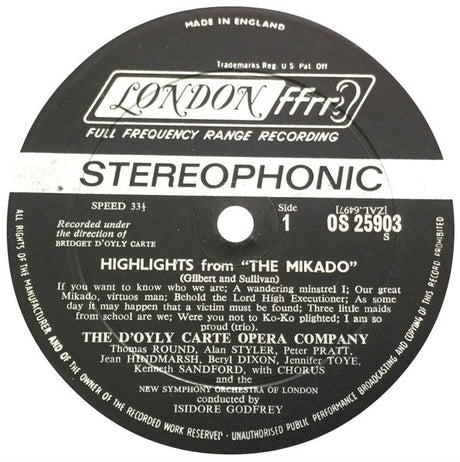 MADE IN ENGLAND
Trademarks Reg. U S Pat. Off
LONDON ffrr
FULL FREQUENCY RANGE RECORDING
STEREOPHONIC
SPEED 33⅓
Side
1
[ZAL.6497]
OS 25903
S
Recorded under
the direction of
BRIDGET D'OYLY CARTE
HIGHLIGHTS from "THE MIKADO"
(Gilbert and Sullivan)
If you want to know who we are; A wandering minstrel I; Our great
Mikado, virtuos man; Behold the Lord High Executioner; As some
day it may happen that a victim must be found; Three little maids
from school are we; Were you not to Ko-Ko plighted; I am so
proud (trio).
THE D'OYLY CARTE OPERA COMPANY
Thomas ROUND, Alan STYLER, Peter PRATT,
Jean HINDMARSH, Beryl DIXON, Jennifer TOYE,
Kenneth SANDFORD, with CHORUS
and the
NEW SYMPHONY ORCHESTRA OF LONDON
conducted by
ISIDORE GODFREY
ALL RIGHTS OF THE MANUFACTURER AND OF THE OWNER OF THE RECORDED WORK RESERVED · UNAUTHORISED PUBLIC PERFORMANCE BROADCASTING AND COPYING OF THIS RECORD PROHIBITED